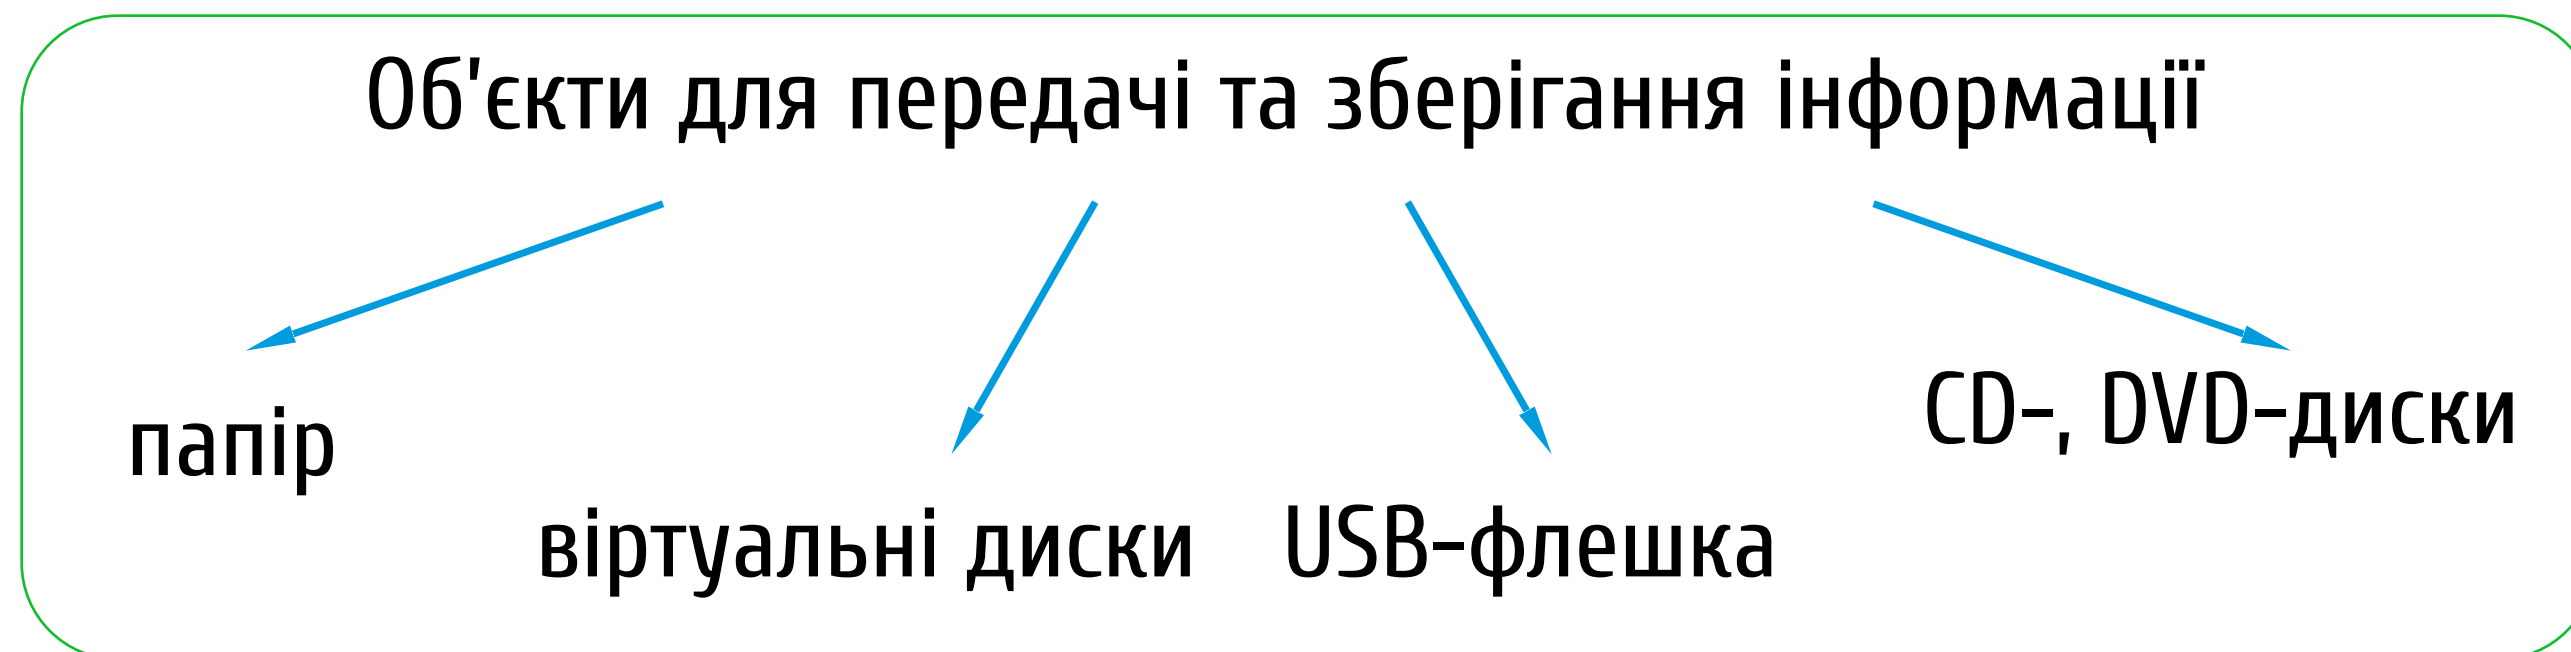 Об'єкти для передачі та зберігання інформації
папір
віртуальні диски
USB-флешка
CD-, DVD-диски